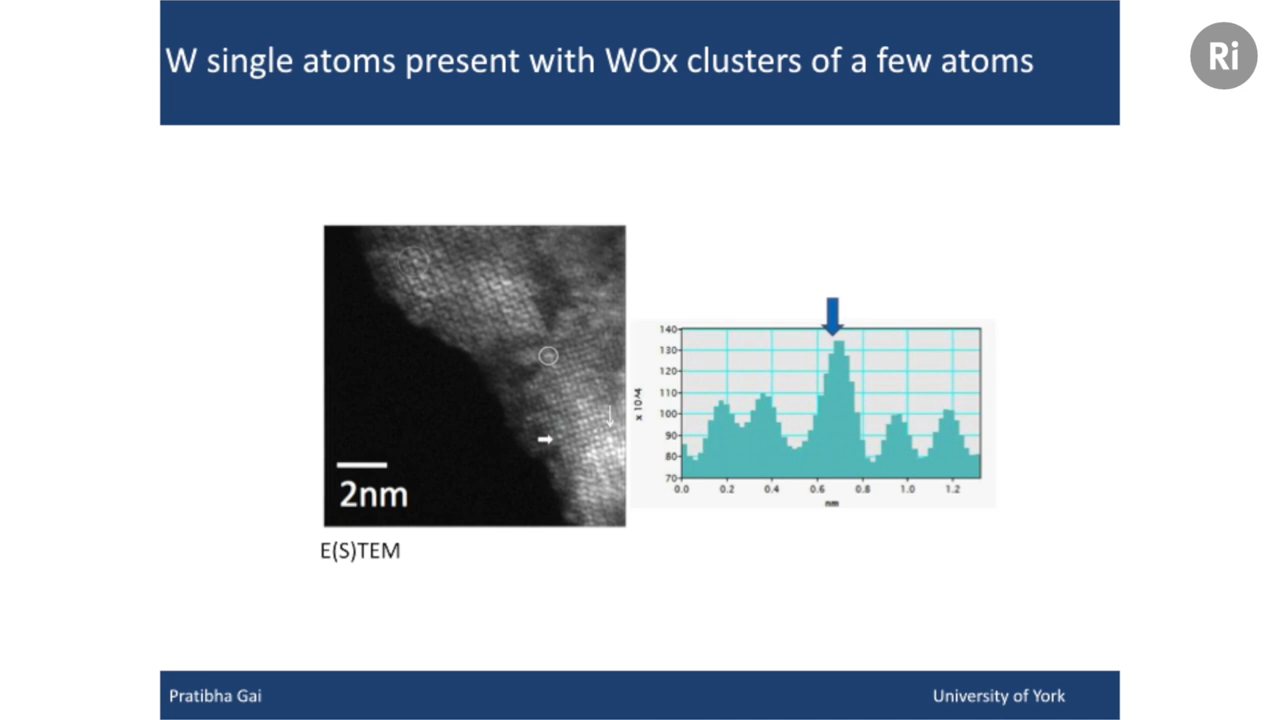 W single atoms present with WOx clusters of a few atoms
Ri
2nm
E(S)TEM
x 10^4
140
130
120
110
100
90
80
70
0.0 0.2 0.4 0.6 0.8 1.0 1.2
nm
Pratibha Gai
University of York